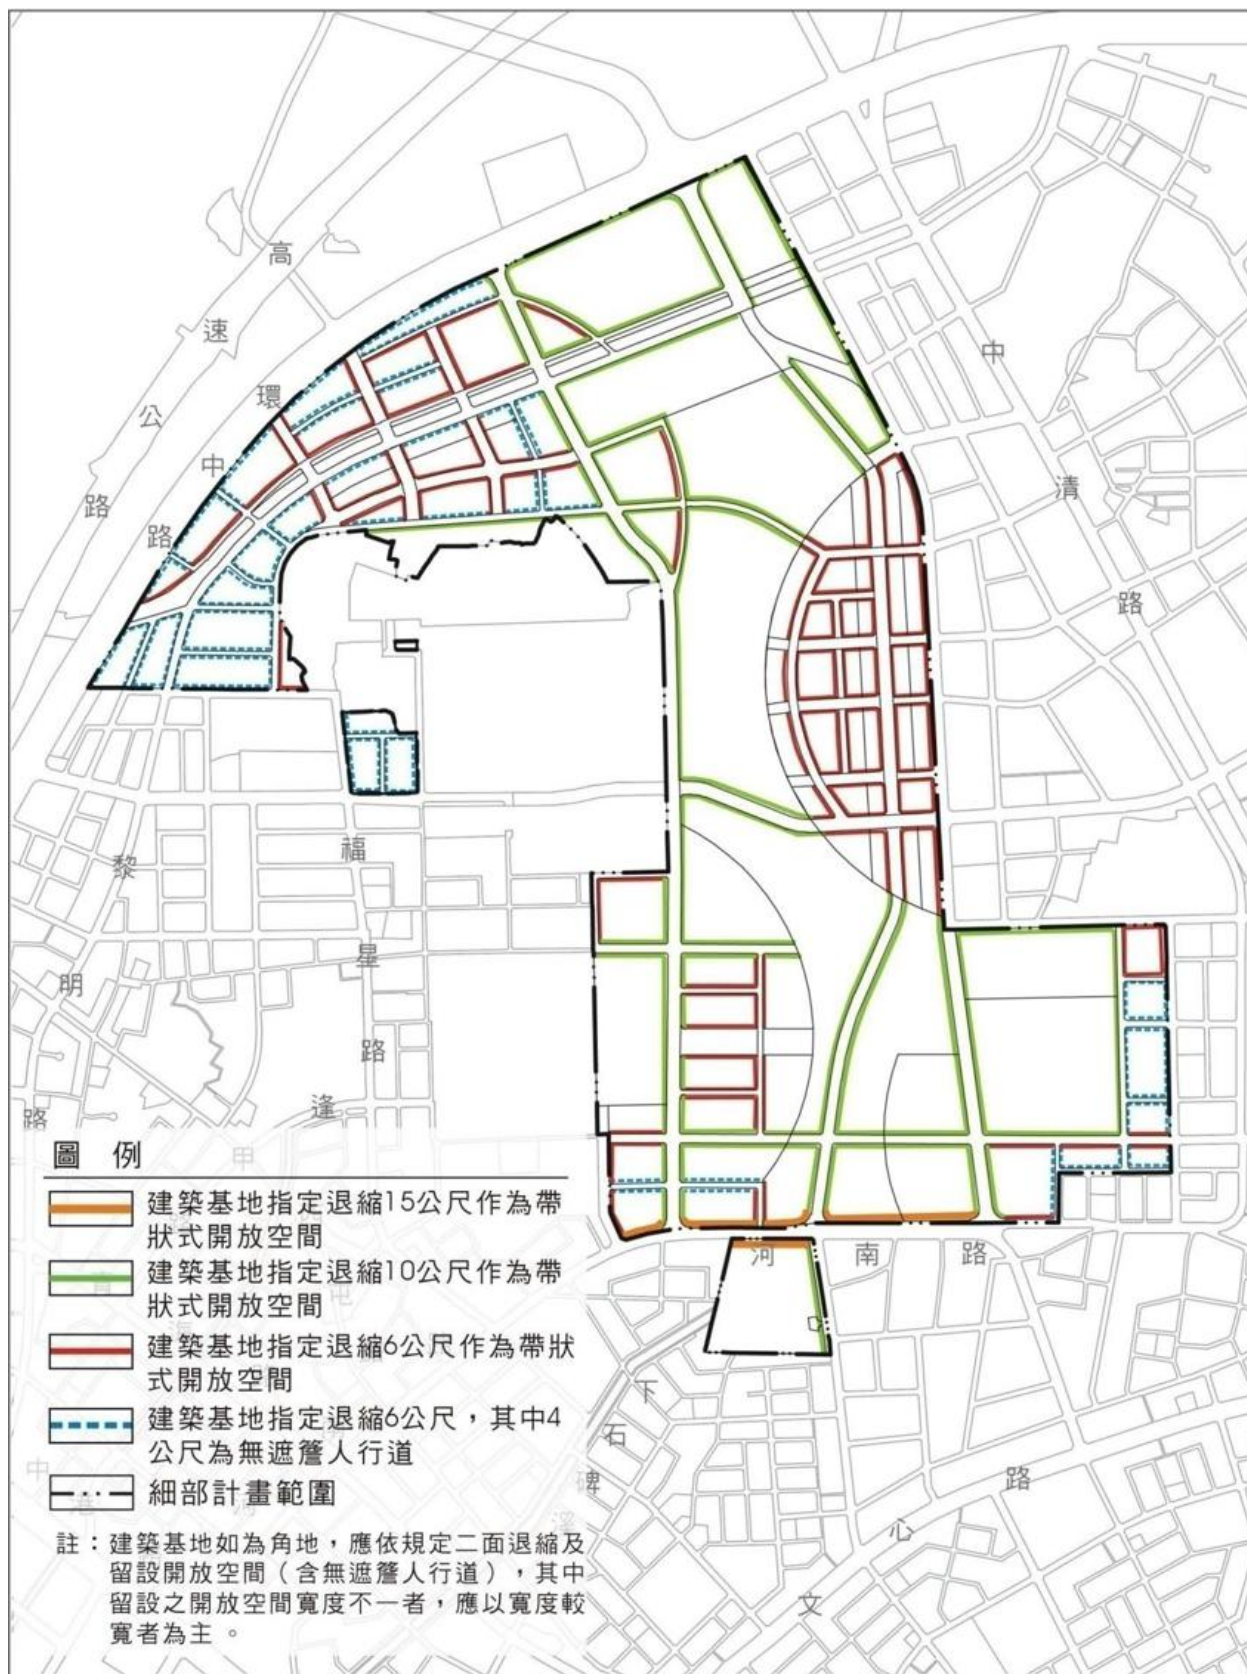 高
速
公
路
環
中
路
中
清
路
黎
明
路
福
星
路
逢
甲
河南路
下
石
碑
溪
文
心
路
中
港
青
海
河
屯
圖 例
建築基地指定退縮15公尺作為帶
狀式開放空間
建築基地指定退縮10公尺作為帶
狀式開放空間
建築基地指定退縮6公尺作為帶狀
式開放空間
建築基地指定退縮6公尺，其中4
公尺為無遮簷人行道
細部計畫範圍
註：建築基地如為角地，應依規定二面退縮及
留設開放空間（含無遮簷人行道），其中
留設之開放空間寬度不一者，應以寬度較
寬者為主。